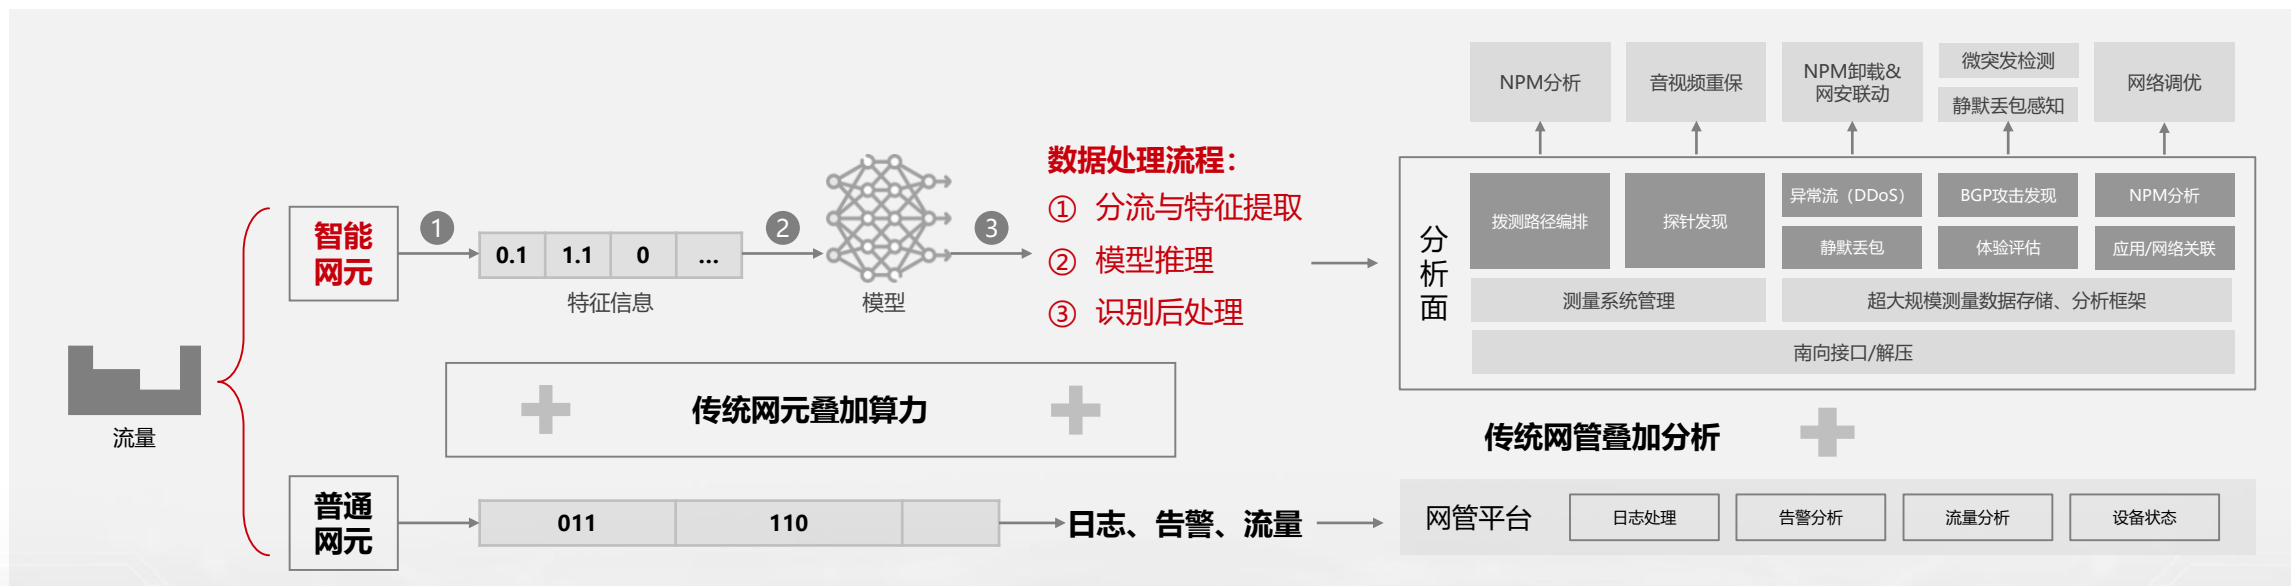 流量
智能
网元
1
0.1
1.1
0
...
特征信息
2
模型
3
数据处理流程:
① 分流与特征提取
② 模型推理
③ 识别后处理
传统网元叠加算力
普通
网元
011
110
日志、告警、流量
NPM分析
音视频重保
NPM卸载&
网安联动
微突发检测
静默丢包感知
网络调优
分
析
面
拨测路径编排
探针发现
异常流（DDoS）
静默丢包
BGP攻击发现
体验评估
NPM分析
应用/网络关联
测量系统管理
超大规模测量数据存储、分析框架
南向接口/解压
传统网管叠加分析
网管平台
日志处理
告警分析
流量分析
设备状态